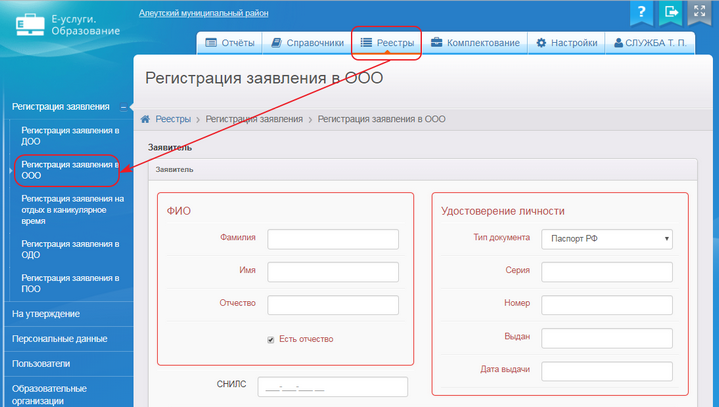 Е-услуги.
Образование
Алеутский муниципальный район
?
Отчёты
Справочники
Реестры
Комплектование
Настройки
СЛУЖБА Т. П.
Регистрация заявления в ООО
Реестры > Регистрация заявления > Регистрация заявления в ООО
Регистрация заявления
Регистрация заявления в
ДОО
Регистрация заявления в
ООО
Регистрация заявления на
отдых в каникулярное
время
Регистрация заявления в
ОДО
Регистрация заявления в
ПОО
На утверждение
Персональные данные
Пользователи
Образовательные
организации
Заявитель
Заявитель
ФИО
Фамилия
Имя
Отчество
Есть отчество
СНИЛС
___-___-___ __
Удостоверение личности
Тип документа
Паспорт РФ
Серия
Номер
Выдан
Дата выдачи